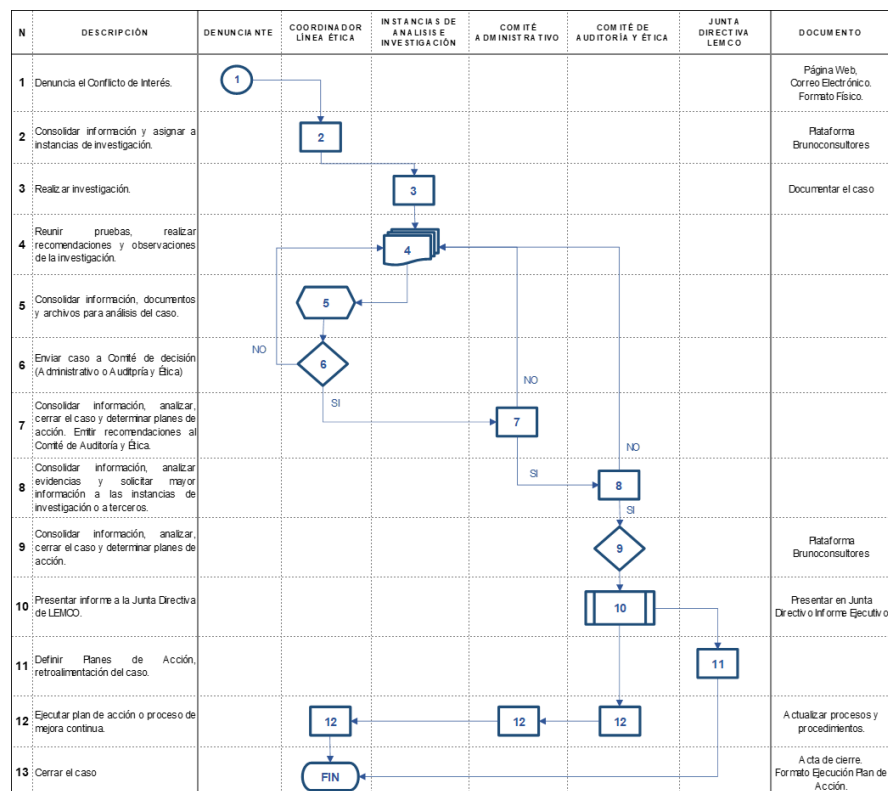 N
DESCRIPCIÓN
DENUNCIANTE
COORDINADOR
LÍNEA ÉTICA
INSTANCIAS DE
ANALISIS E
INVESTIGACIÓN
COMITÉ
ADMINISTRATIVO
COMITÉ DE
AUDITORÍA Y ÉTICA
JUNTA
DIRECTIVA
LEMCO
DOCUMENTO
1
Denuncia el Conflicto de Interés.
1
Página Web,
Correo Electrónico.
Formato Físico.
2
Consolidar información y asignar a
instancias de investigación.
2
Plataforma
Brunoconsultores
3
Realizar investigación.
3
Documentar el caso
4
Reunir pruebas, realizar
recomendaciones y observaciones
de la investigación.
4
5
Consolidar información, documentos
y archivos para análisis del caso.
5
6
Enviar caso a Comité de decisión
(Administrativo o Auditpría y Ética)
NO
6
NO
SI
7
Consolidar información, analizar,
cerrar el caso y determinar planes de
acción. Emitir recomendaciones al
Comité de Auditoría y Ética.
7
NO
SI
8
Consolidar información, analizar
evidencias y solicitar mayor
información a las instancias de
investigación o a terceros.
8
SI
9
Consolidar información, analizar,
cerrar el caso y determinar planes de
acción.
9
Plataforma
Brunoconsultores
10
Presentar informe a la Junta Directiva
de LEMCO.
10
Presentar en Junta
Directivo Informe Ejecutivo
11
Definir Planes de Acción,
retroalimentación del caso.
11
12
Ejecutar plan de acción o proceso de
mejora continua.
12
12
12
Actualizar procesos y
procedimientos.
13
Cerrar el caso
FIN
Acta de cierre.
Formato Ejecución Plan de
Acción.